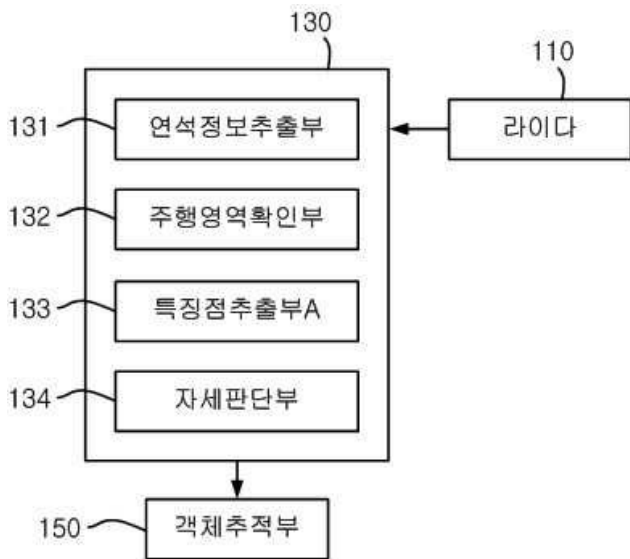 130
110
131
연석정보추출부
라이다
132
주행영역확인부
133
특징점추출부A
134
자세판단부
150
객체추적부